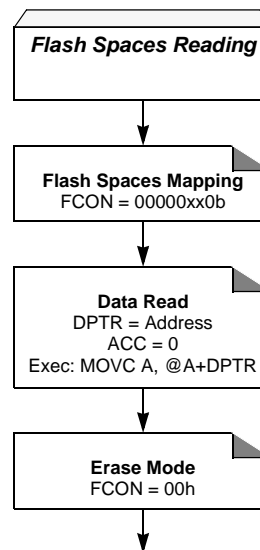 Flash Spaces Reading
Flash Spaces Mapping
FCON = 00000xx0b
Data Read
DPTR = Address
ACC = 0
Exec: MOVC A, @A+DPTR
Erase Mode
FCON = 00h